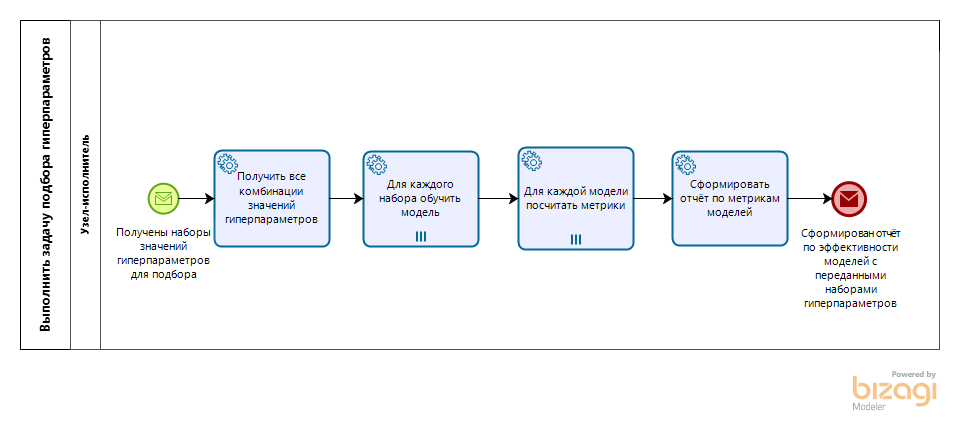 Выполнить задачу подбора гиперпараметров
Узел-исполнитель
Получены наборы
значений
гиперпараметров
для подбора
Получить все
комбинации
значений
гиперпараметров
Для каждого
набора обучить
модель
Для каждой модели
посчитать метрики
Сформировать
отчёт по метрикам
моделей
Сформирован отчёт
по эффективности
моделей с
переданными
наборами
гиперпараметров
Powered by
bizagi
Modeler